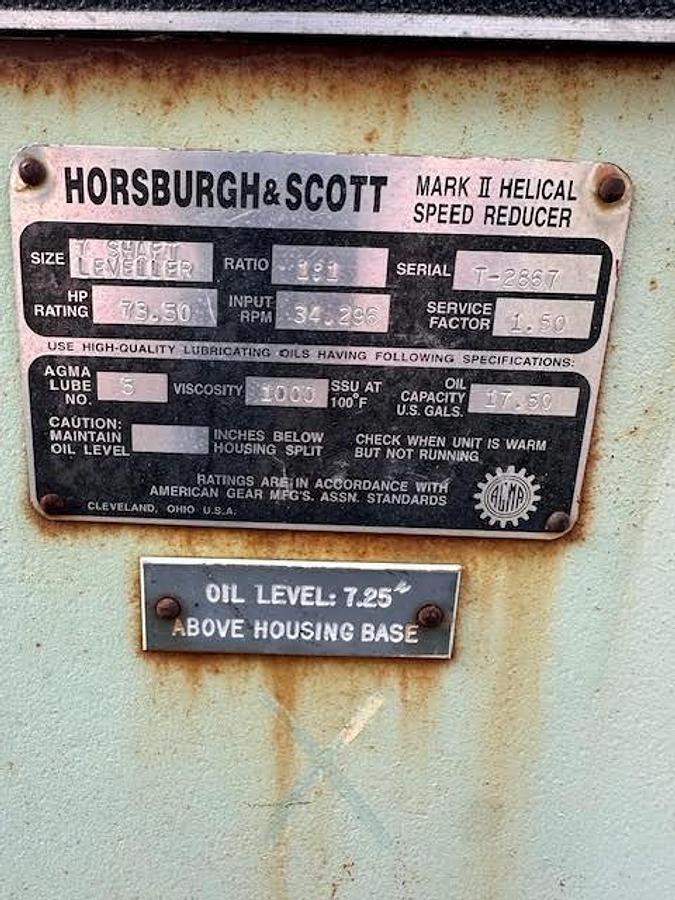 HORSBURGH & SCOTT MARK II HELICAL
SPEED REDUCER
SIZE 7 SHAFT
LEVELLER RATIO 1:1 SERIAL T-2867
HP
RATING 73.50 INPUT
RPM 34.296 SERVICE
FACTOR 1.50
USE HIGH-QUALITY LUBRICATING OILS HAVING FOLLOWING SPECIFICATIONS:
AGMA
LUBE
NO. 5 VISCOSITY 1000 SSU AT
100°F OIL
CAPACITY
U.S. GALS. 17.50
CAUTION:
MAINTAIN
OIL LEVEL INCHES BELOW
HOUSING SPLIT CHECK WHEN UNIT IS WARM
BUT NOT RUNNING
RATINGS ARE IN ACCORDANCE WITH
AMERICAN GEAR MFG'S. ASSN. STANDARDS
CLEVELAND, OHIO U.S.A.
AGMA
OIL LEVEL: 7.25"
ABOVE HOUSING BASE